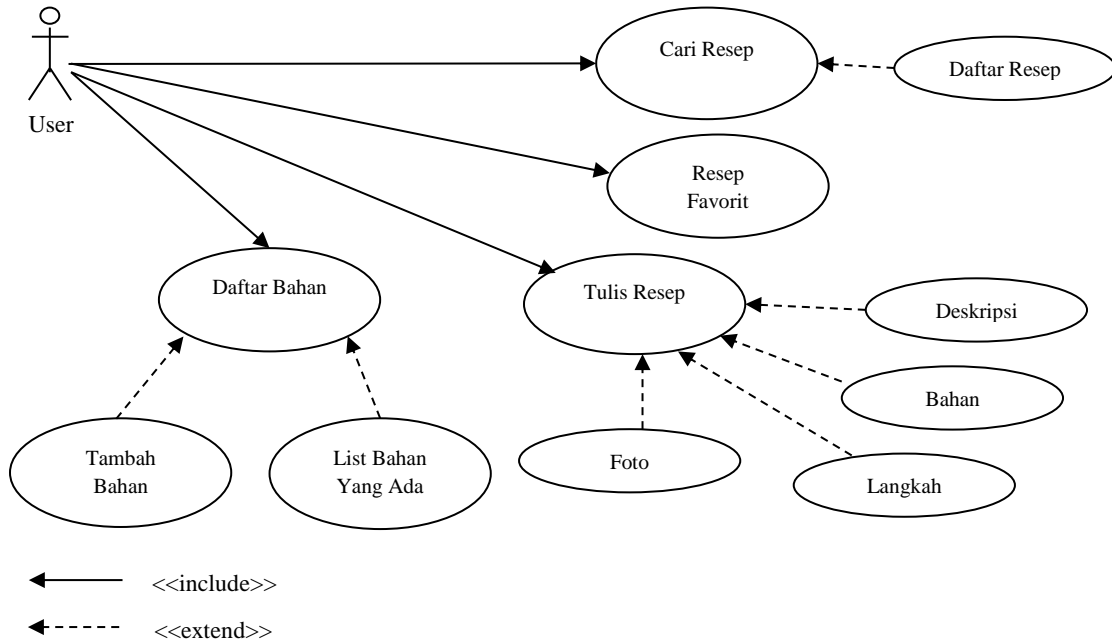 User
Cari Resep
Daftar Resep
Resep
Favorit
Daftar Bahan
Tulis Resep
Deskripsi
Bahan
Tambah
Bahan
List Bahan
Yang Ada
Foto
Langkah
<<include>>
<<extend>>